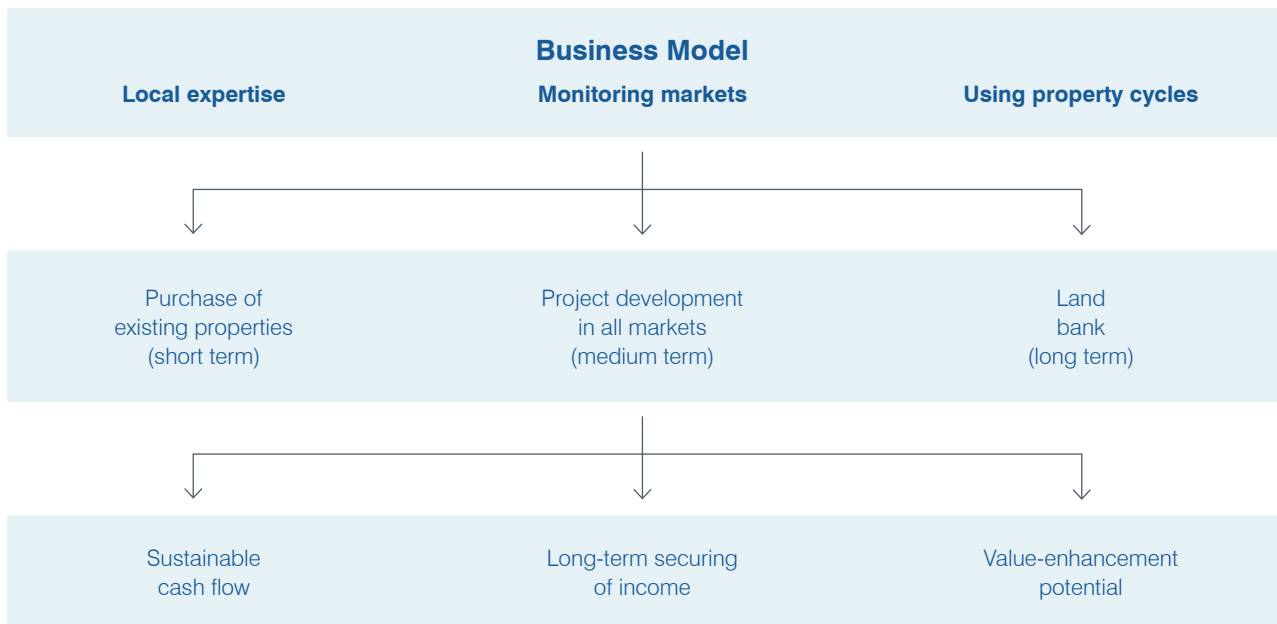 Business Model
Local expertise
Monitoring markets
Using property cycles
Purchase of
existing properties
(short term)
Project development
in all markets
(medium term)
Land
bank
(long term)
Sustainable
cash flow
Long-term securing
of income
Value-enhancement
potential